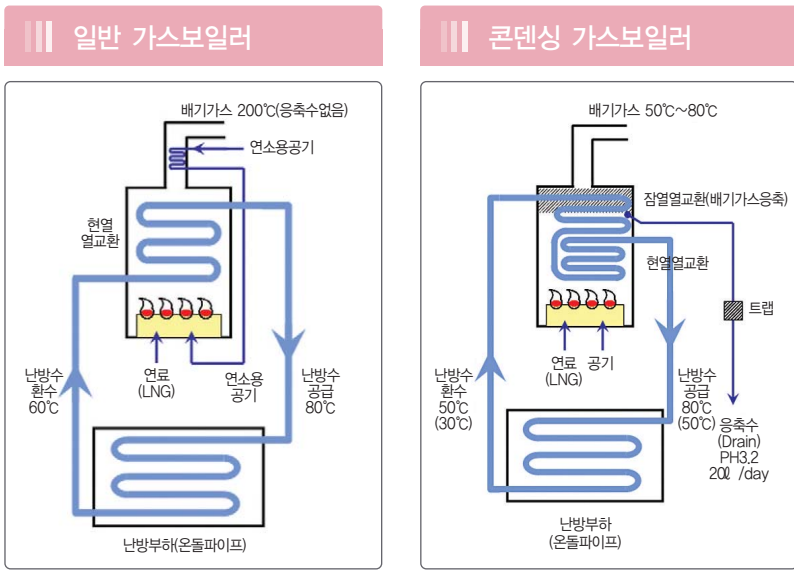 일반 가스보일러
배기가스 200℃(응축수없음)
연소용공기
현열
열교환
난방수
환수
60℃
연료
(LNG)
연소용
공기
난방수
공급
80℃
난방부하(온돌파이프)
콘덴싱 가스보일러
배기가스 50℃~80℃
잠열열교환(배기가스응축)
현열열교환
트랩
난방수
환수
50℃
(30℃)
연료
(LNG)
공기
난방수
공급
80℃
(50℃)
응축수
(Drain)
PH3.2
20ℓ /day
난방부하
(온돌파이프)